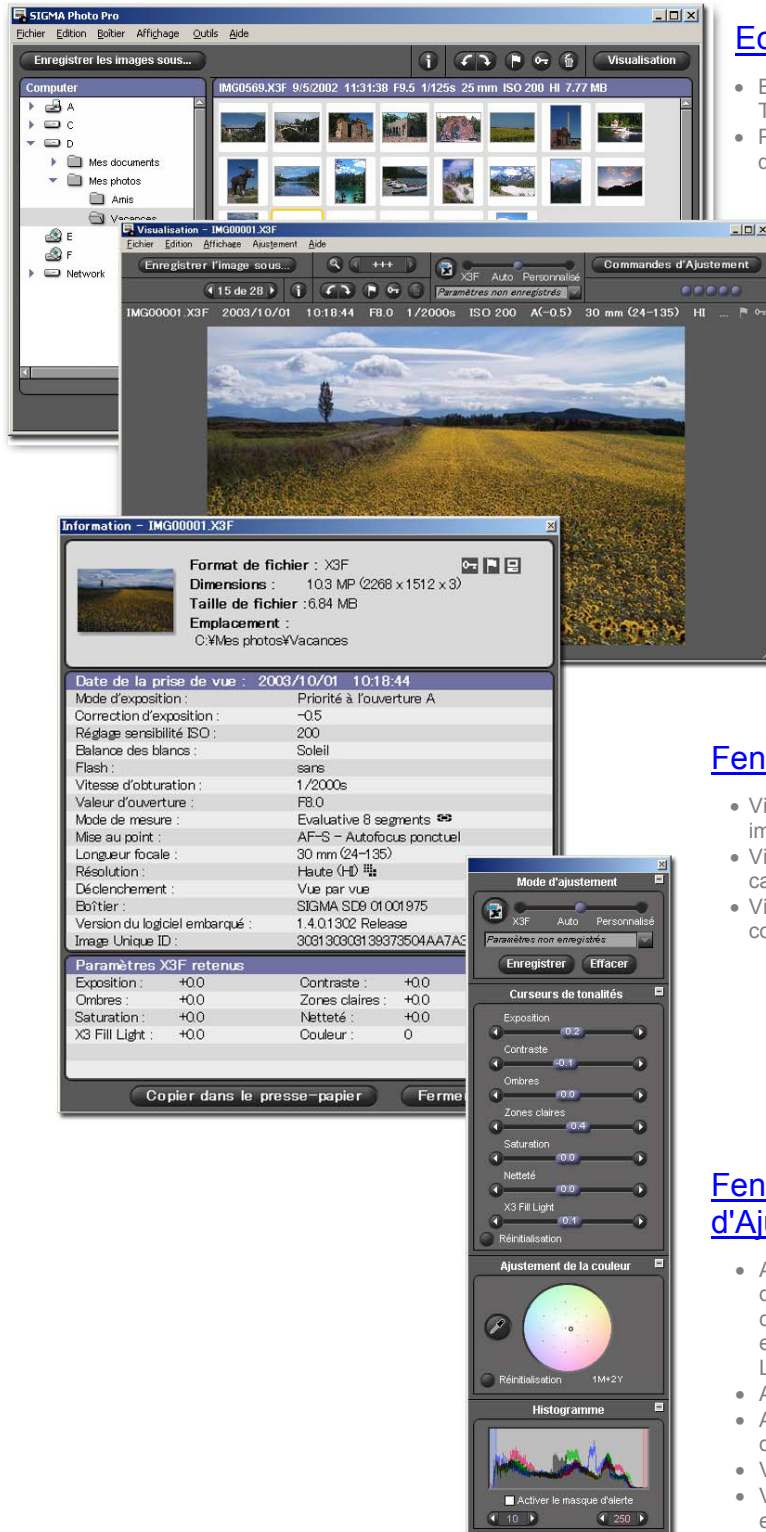 SIGMA Photo Pro
Fichier Edition Boîtier Affichage Outils Aide
Enregistrer les images sous...
Visualisation
Computer
IMG0569.X3F 9/5/2002 11:31:38 F9.5 1/125s 25 mm ISO 200 HI 7.77 MB
A
C
D
Mes documents
Mes photos
Amis
Vacances
E
F
Network
Visualisation - IMG00001.X3F
Fichier Edition Affichage Ajustement Aide
Enregistrer l'image sous...
+++
X3F Auto Personnalisé
Commandes d'Ajustement
15 de 28
Paramètres non enregistrés
IMG00001.X3F 2003/10/01 10:18:44 F8.0 1/2000s ISO 200 A(-0.5) 30 mm (24-135) HI ...
Information - IMG00001.X3F
Format de fichier : X3F
Dimensions : 10.3 MP (2268 x 1512 x 3)
Taille de fichier : 6.84 MB
Emplacement :
C:¥Mes photos¥Vacances
Date de la prise de vue : 2003/10/01 10:18:44
Mode d'exposition : Priorité à l'ouverture A
Correction d'exposition : -0.5
Réglage sensibilité ISO : 200
Balance des blancs : Soleil
Flash : sans
Vitesse d'obturation : 1/2000s
Valeur d'ouverture : F8.0
Mode de mesure : Evaluative 8 segments
Mise au point : AF-S - Autofocus ponctuel
Longueur focale : 30 mm (24-135)
Résolution : Haute (HI)
Déclenchement : Vue par vue
Boîtier : SIGMA SD9 01001975
Version du logiciel embarqué : 1.4.0.1302 Release
Image Unique ID : 303130303139373504AA7A3
Paramètres X3F retenus
Exposition : +0.0 Contraste : +0.0
Ombres : +0.0 Zones claires : +0.0
Saturation : +0.0 Netteté : +0.0
X3 Fill Light : +0.0 Couleur : 0
Copier dans le presse-papier
Ferme
Mode d'ajustement
X3F Auto Personnalisé
Paramètres non enregistrés
Enregistrer Effacer
Curseurs de tonalités
Exposition
0.2
Contraste
-0.1
Ombres
0.0
Zones claires
0.4
Saturation
0.0
Netteté
0.0
X3 Fill Light
0.1
Réinitialisation
Ajustement de la couleur
Réinitialisation 1M+2Y
Histogramme
Activer le masque d'alerte
10 250
Fen
Vi
im
Vi
ca
Vi
co
Fen
d'Aj